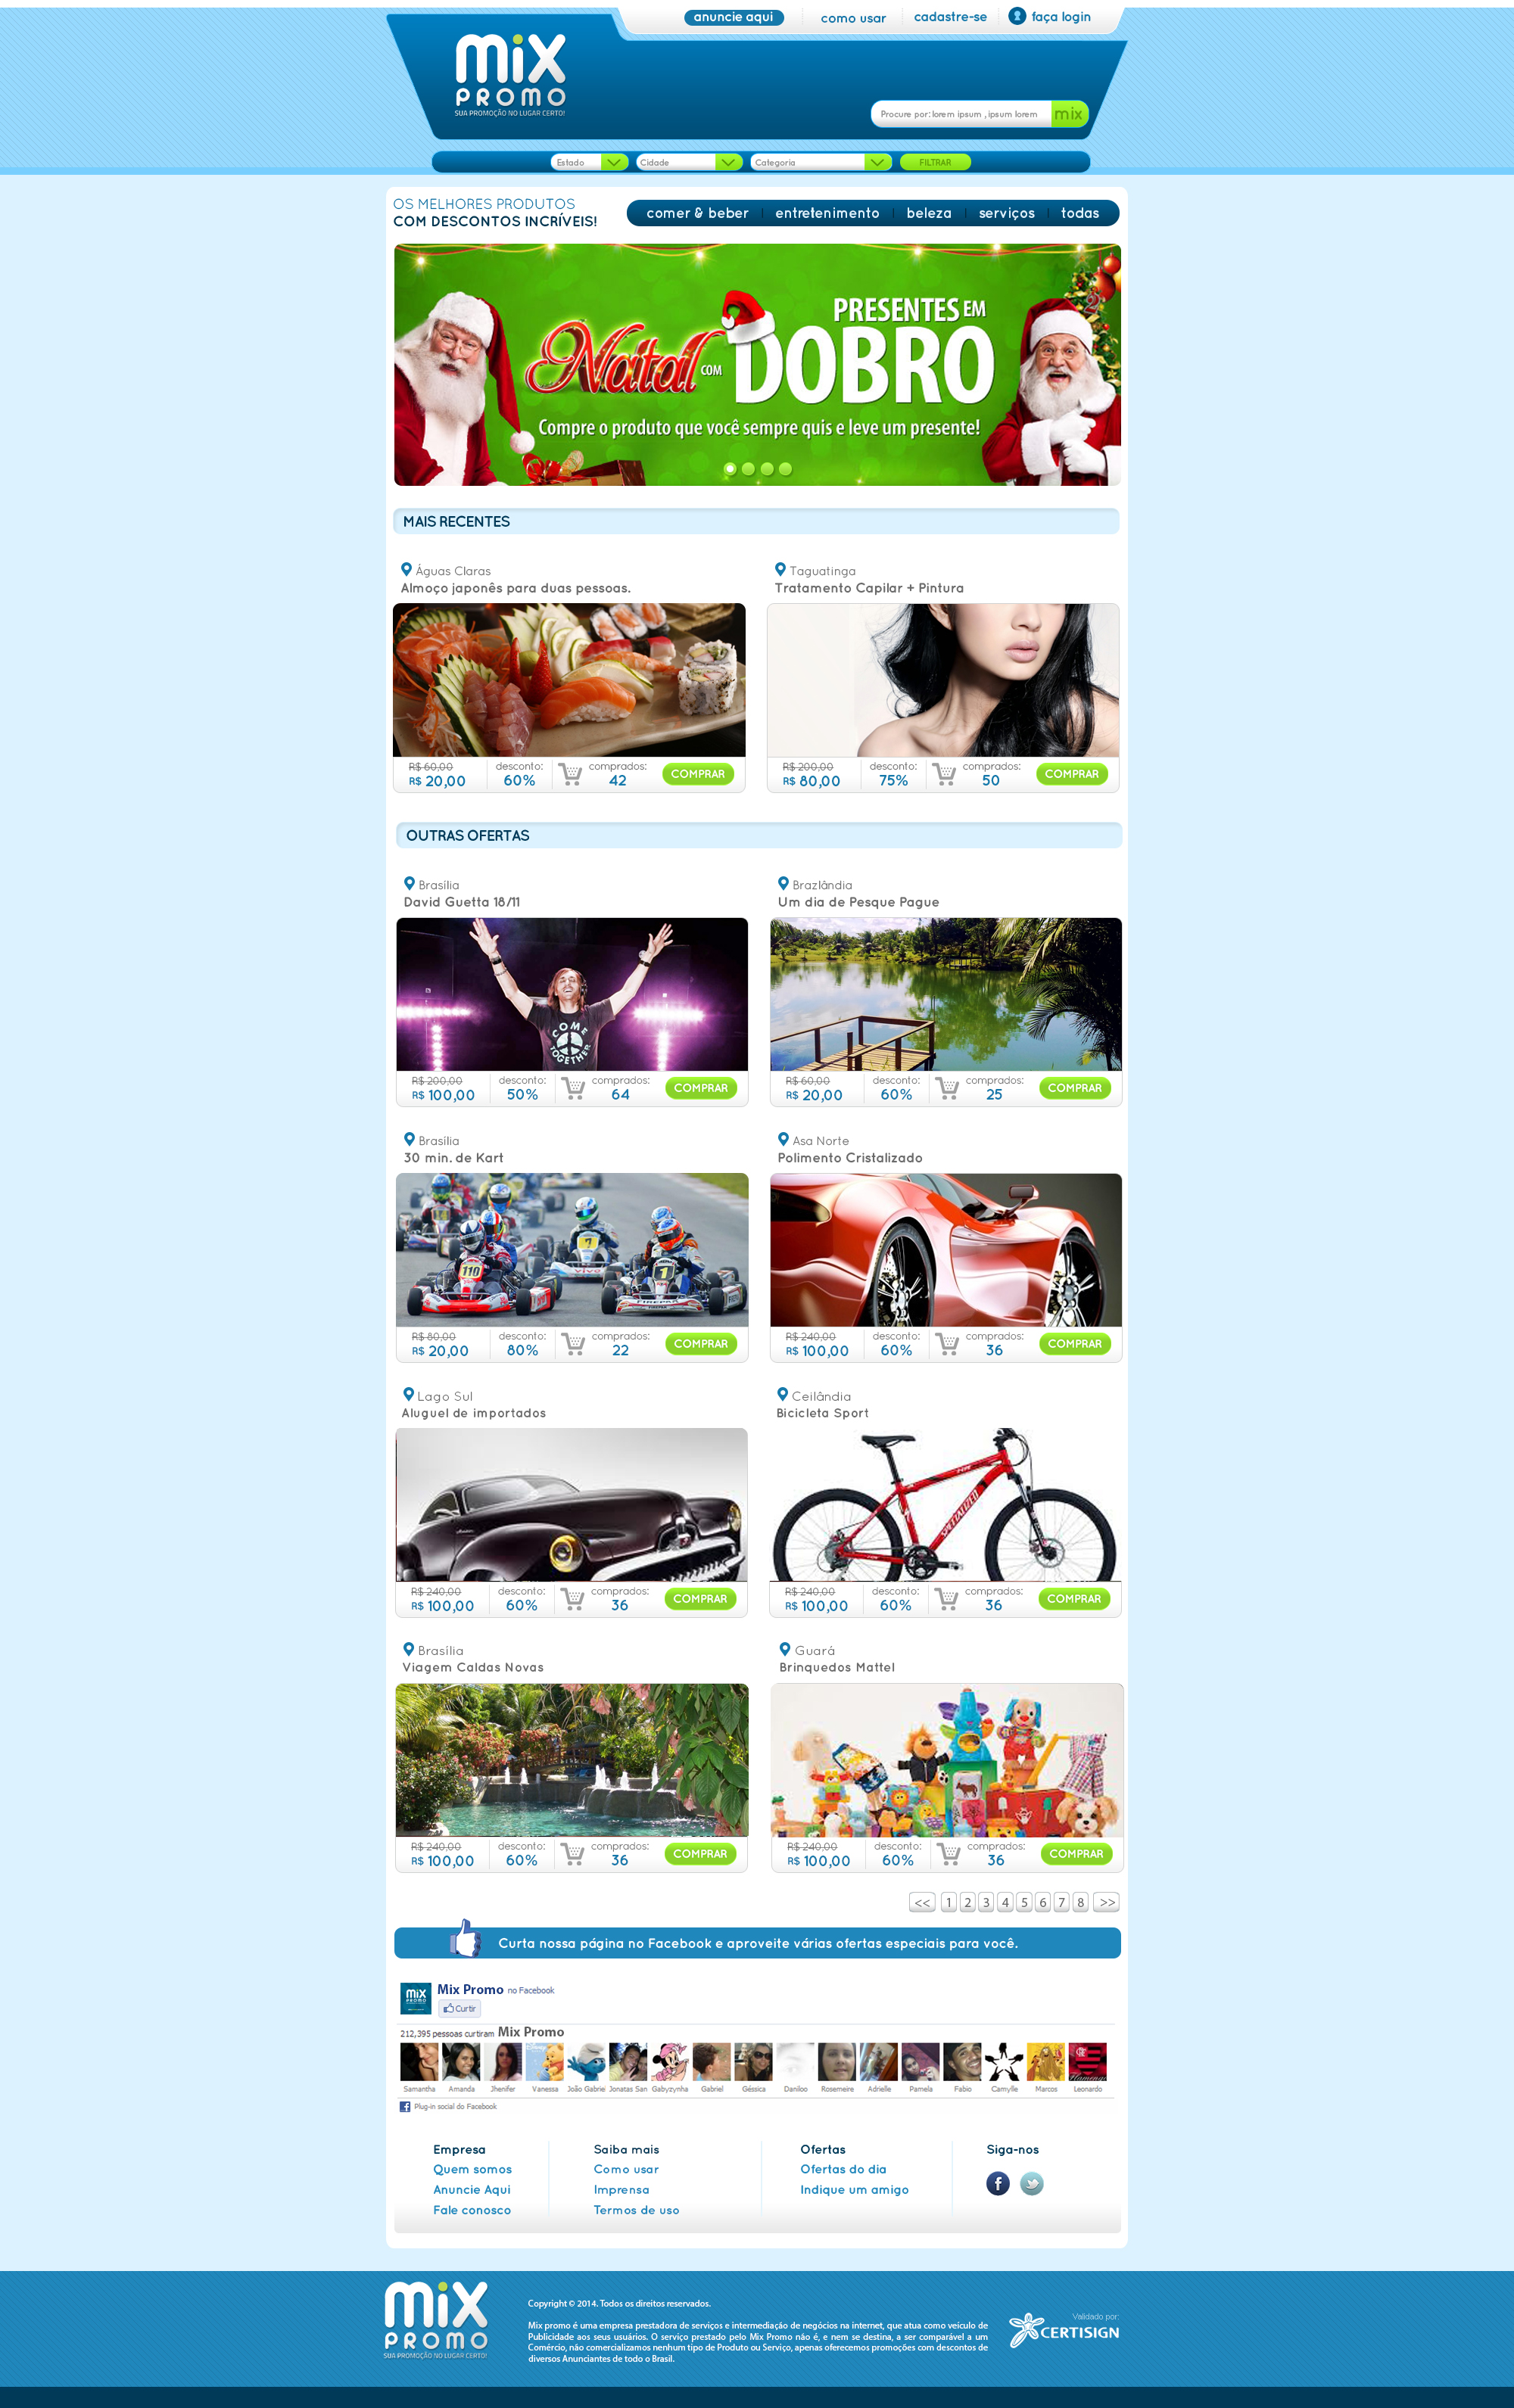 anuncie aqui
como usar
cadastre-se
faça login
mix
PROMO
SUA PROMOÇÃO NO LUGAR CERTO!
Procure por: lorem ipsum , ipsum lorem
mix
Estado
Cidade
Categoria
FILTRAR
OS MELHORES PRODUTOS
COM DESCONTOS INCRÍVEIS!
comer & beber
entretenimento
beleza
serviços
todas
Natal COM
PRESENTES EM
DOBRO
Compre o produto que você sempre quis e leve um presente!
MAIS RECENTES
Águas Claras
Almoço japonês para duas pessoas.
R$ 60,00
R$ 20,00
desconto:
60%
comprados:
42
COMPRAR
Taguatinga
Tratamento Capilar + Pintura
R$ 200,00
R$ 80,00
desconto:
75%
comprados:
50
COMPRAR
OUTRAS OFERTAS
Brasília
David Guetta 18/11
COME
TOGETHER
R$ 200,00
R$ 100,00
desconto:
50%
comprados:
64
COMPRAR
Brazlândia
Um dia de Pesque Pague
R$ 60,00
R$ 20,00
desconto:
60%
comprados:
25
COMPRAR
Brasília
30 min. de Kart
110
7
1
R$ 80,00
R$ 20,00
desconto:
80%
comprados:
22
COMPRAR
Asa Norte
Polimento Cristalizado
R$ 240,00
R$ 100,00
desconto:
60%
comprados:
36
COMPRAR
Lago Sul
Aluguel de importados
R$ 240,00
R$ 100,00
desconto:
60%
comprados:
36
COMPRAR
Ceilândia
Bicicleta Sport
SPECIALIZED
R$ 240,00
R$ 100,00
desconto:
60%
comprados:
36
COMPRAR
Brasília
Viagem Caldas Novas
R$ 240,00
R$ 100,00
desconto:
60%
comprados:
36
COMPRAR
Guará
Brinquedos Mattel
R$ 240,00
R$ 100,00
desconto:
60%
comprados:
36
COMPRAR
<< 1 2 3 4 5 6 7 8 >>
Curta nossa página no Facebook e aproveite várias ofertas especiais para você.
mix
PROMO
Mix Promo no Facebook
Curtir
212,395 pessoas curtiram Mix Promo
Samantha Amanda Jhenifer Vanessa João Gabriel Jonatas San Gabyzynha Gabriel Géssica Daniloo Rosemeire Adrielle Pamela Fabio Camylle Marcos Leonardo
Plug-in social do Facebook
Empresa
Quem somos
Anuncie Aqui
Fale conosco
Saiba mais
Como usar
Imprensa
Termos de uso
Ofertas
Ofertas do dia
Indique um amigo
Siga-nos
mix
PROMO
SUA PROMOÇÃO NO LUGAR CERTO!
Copyright © 2014. Todos os direitos reservados.
Mix promo é uma empresa prestadora de serviços e intermediação de negócios na internet, que atua como veículo de
Publicidade aos seus usuários. O serviço prestado pelo Mix Promo não é, e nem se destina, a ser comparável a um
Comércio, não comercializamos nenhum tipo de Produto ou Serviço, apenas oferecemos promoções com descontos de
diversos Anunciantes de todo o Brasil.
Validado por:
CERTISIGN